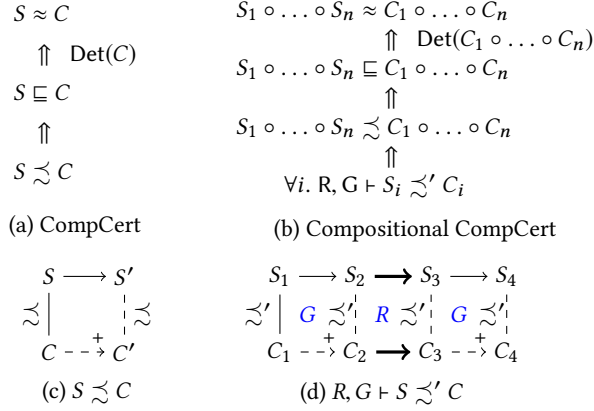 S ≈ C
⇑ Det(C)
S ⊑ C
⇑
S ≾ C
(a) CompCert
S₁ ∘ … ∘ Sₙ ≈ C₁ ∘ … ∘ Cₙ
⇑ Det(C₁ ∘ … ∘ Cₙ)
S₁ ∘ … ∘ Sₙ ⊑ C₁ ∘ … ∘ Cₙ
⇑
S₁ ∘ … ∘ Sₙ ≾ C₁ ∘ … ∘ Cₙ
⇑
∀i. R, G ⊢ Sᵢ ≾′ Cᵢ
(b) Compositional CompCert
S → S′
≾ ≾
C ⇢⁺ C′
(c) S ≾ C
S₁ → S₂ → S₃ → S₄
≾′ G ≾′ R ≾′ G ≾′
C₁ ⇢⁺ C₂ → C₃ ⇢⁺ C₄
(d) R, G ⊢ S ≾′ C